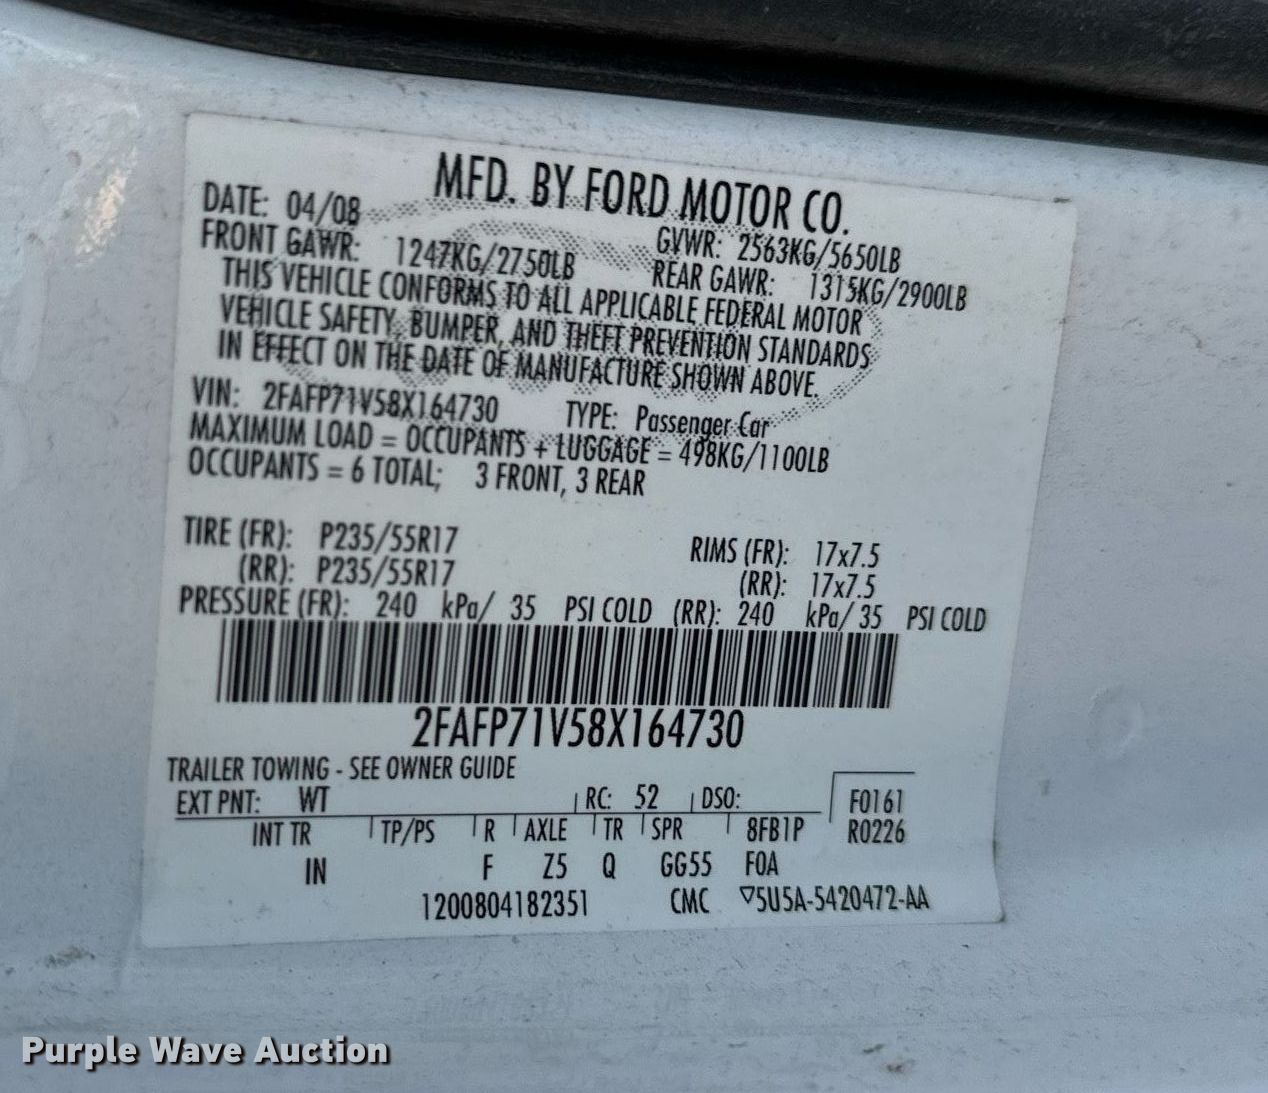 MFD. BY FORD MOTOR CO.
DATE: 04/08 GVWR: 2563KG/5650LB
FRONT GAWR: 1247KG/2750LB REAR GAWR: 1315KG/2900LB
THIS VEHICLE CONFORMS TO ALL APPLICABLE FEDERAL MOTOR
VEHICLE SAFETY, BUMPER, AND THEFT PREVENTION STANDARDS
IN EFFECT ON THE DATE OF MANUFACTURE SHOWN ABOVE.
VIN: 2FAFP71V58X164730 TYPE: Passenger Car
MAXIMUM LOAD = OCCUPANTS + LUGGAGE = 498KG/1100LB
OCCUPANTS = 6 TOTAL; 3 FRONT, 3 REAR
TIRE (FR): P235/55R17 RIMS (FR): 17x7.5
(RR): P235/55R17 (RR): 17x7.5
PRESSURE (FR): 240 kPa/ 35 PSI COLD (RR): 240 kPa/ 35 PSI COLD
2FAFP71V58X164730
TRAILER TOWING - SEE OWNER GUIDE
EXT PNT: WT RC: 52 DSO: F0161
INT TR TP/PS R AXLE TR SPR 8FB1P R0226
IN F Z5 Q GG55 F0A
1200804182351 CMC ▽5U5A-5420472-AA
Purple Wave Auction